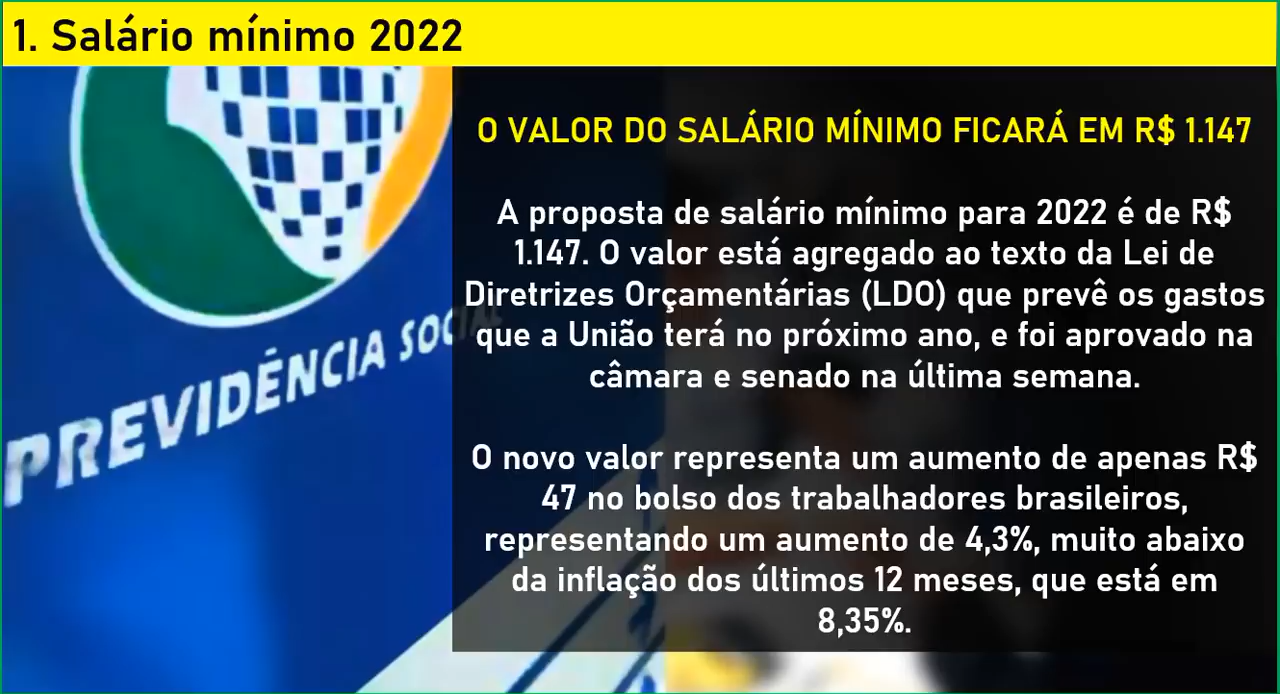 1. Salário mínimo 2022
O VALOR DO SALÁRIO MÍNIMO FICARÁ EM R$ 1.147
A proposta de salário mínimo para 2022 é de R$
1.147. O valor está agregado ao texto da Lei de
Diretrizes Orçamentárias (LDO) que prevê os gastos
que a União terá no próximo ano, e foi aprovado na
câmara e senado na última semana.
O novo valor representa um aumento de apenas R$
47 no bolso dos trabalhadores brasileiros,
representando um aumento de 4,3%, muito abaixo
da inflação dos últimos 12 meses, que está em
8,35%.
PREVIDÊNCIA SOCIAL